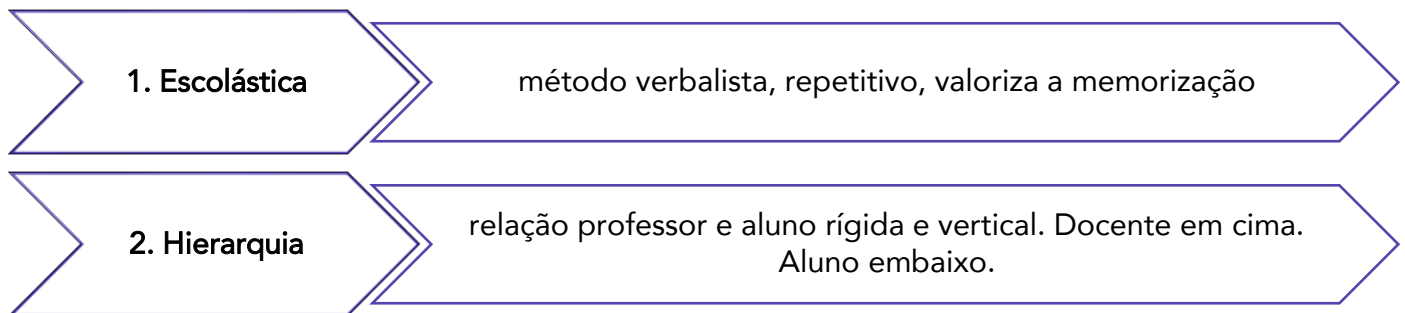 1. Escolástica
método verbalista, repetitivo, valoriza a memorização
2. Hierarquia
relação professor e aluno rígida e vertical. Docente em cima.
Aluno embaixo.